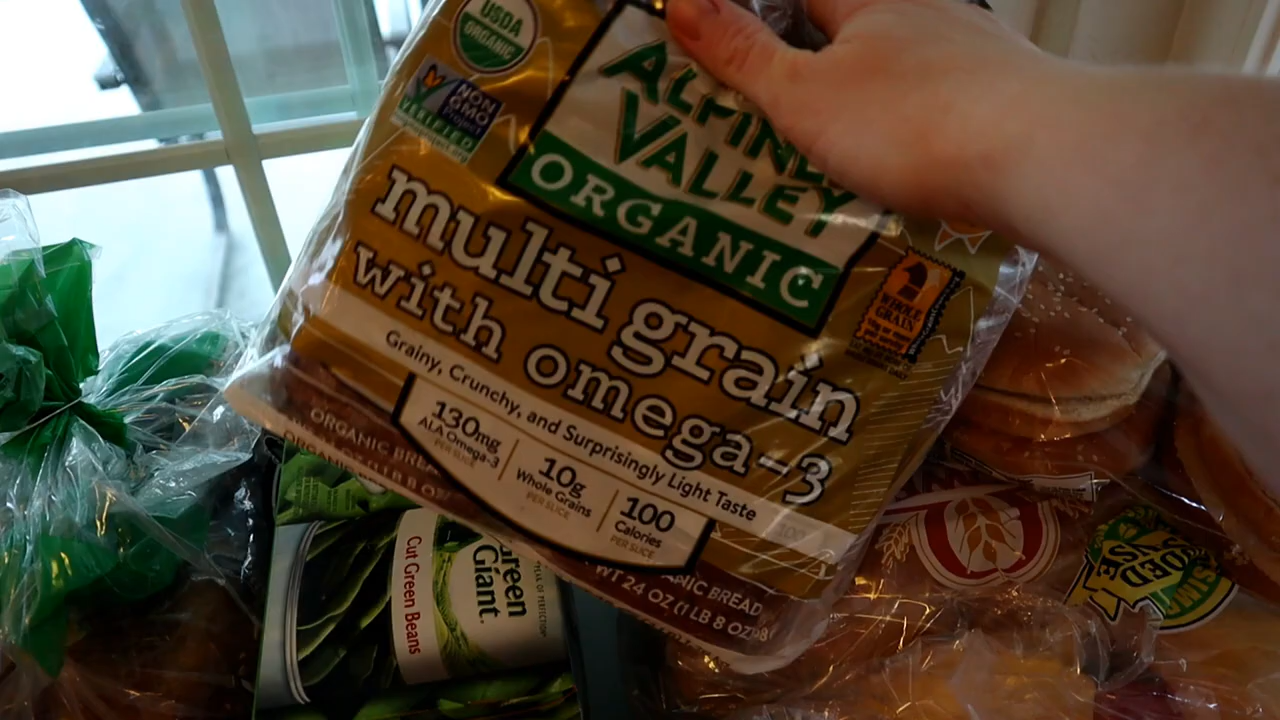 USDA
ORGANIC
NON
GMO
Project
VERIFIED
ALPINE
VALLEY
ORGANIC
multi grain
with omega-3
WHOLE
GRAIN
Grainy, Crunchy, and Surprisingly Light Taste
130mg
ALA Omega-3
PER SLICE
10g
Whole Grains
PER SLICE
100
Calories
PER SLICE
ORGANIC BREAD
WT 24 OZ (1 LB 8 OZ)
Green
Giant
Cut Green Beans